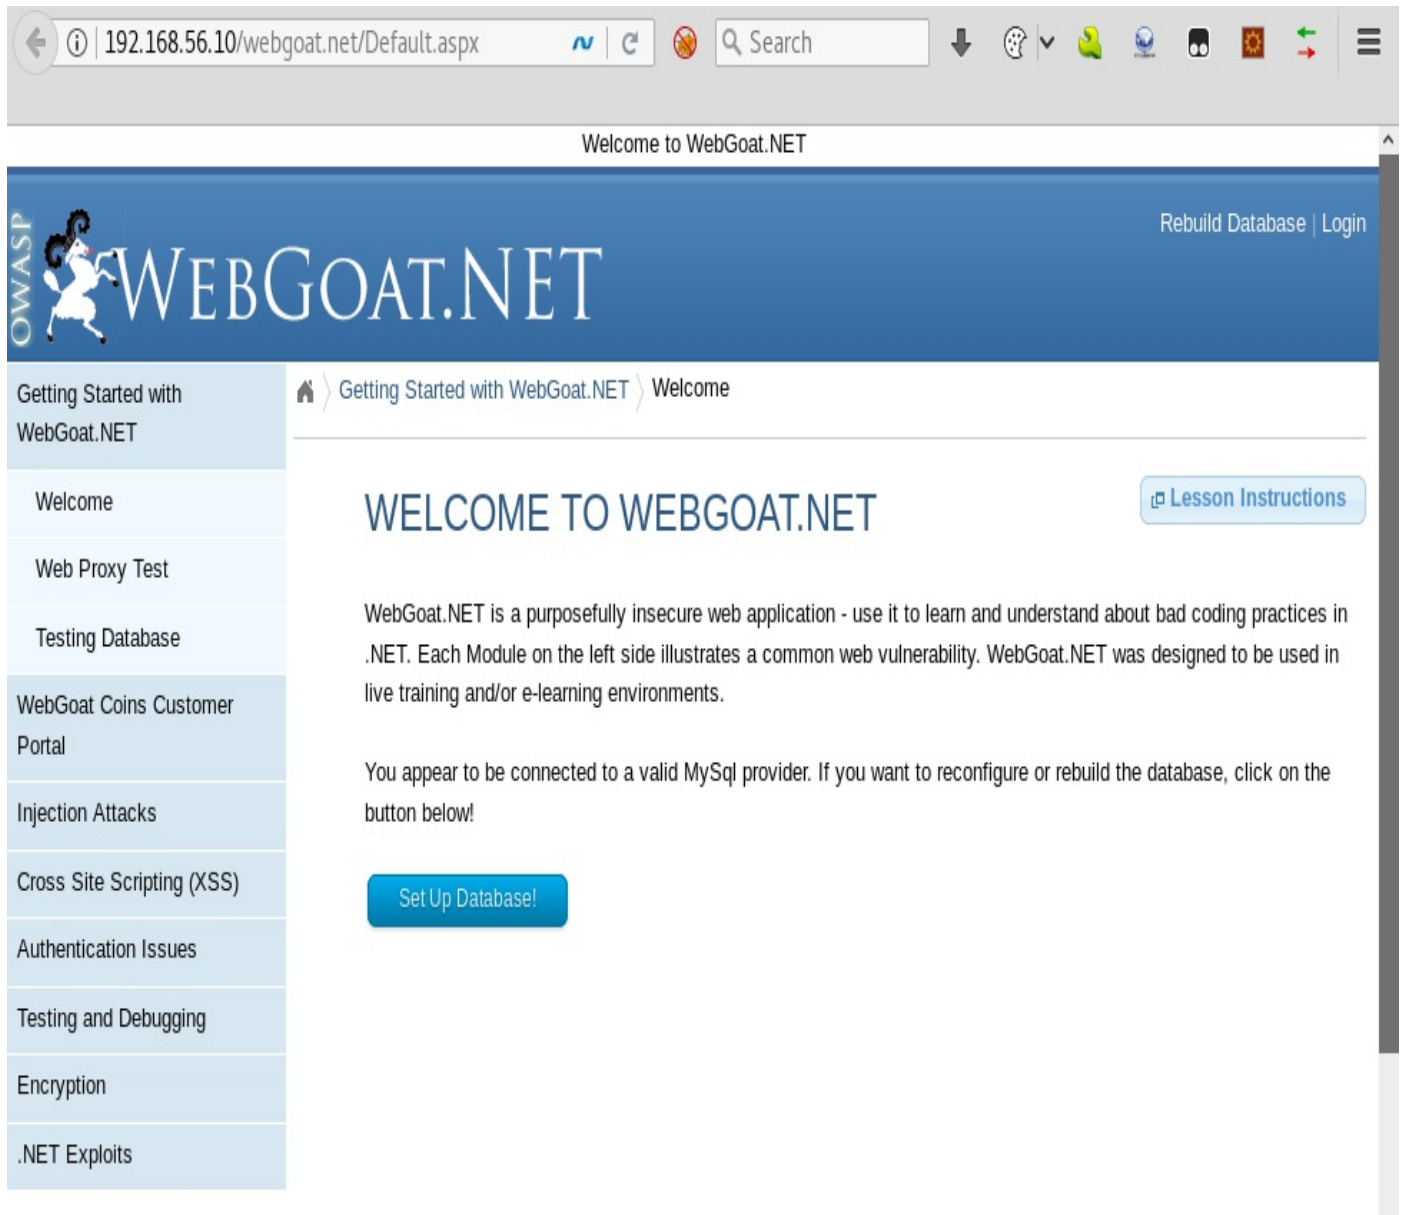 192.168.56.10/webgoat.net/Default.aspx
Search
Welcome to WebGoat.NET
Rebuild Database | Login
OWASP
WEBGOAT.NET
Getting Started with
WebGoat.NET
Welcome
Web Proxy Test
Testing Database
WebGoat Coins Customer
Portal
Injection Attacks
Cross Site Scripting (XSS)
Authentication Issues
Testing and Debugging
Encryption
.NET Exploits
Getting Started with WebGoat.NET
Welcome
WELCOME TO WEBGOAT.NET
Lesson Instructions
WebGoat.NET is a purposefully insecure web application - use it to learn and understand about bad coding practices in
.NET. Each Module on the left side illustrates a common web vulnerability. WebGoat.NET was designed to be used in
live training and/or e-learning environments.
You appear to be connected to a valid MySql provider. If you want to reconfigure or rebuild the database, click on the
button below!
Set Up Database!